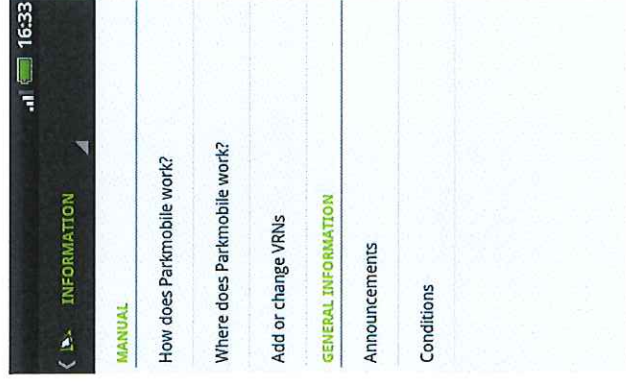 16:33
INFORMATION
MANUAL
How does Parkmobile work?
Where does Parkmobile work?
Add or change VRNs
GENERAL INFORMATION
Announcements
Conditions